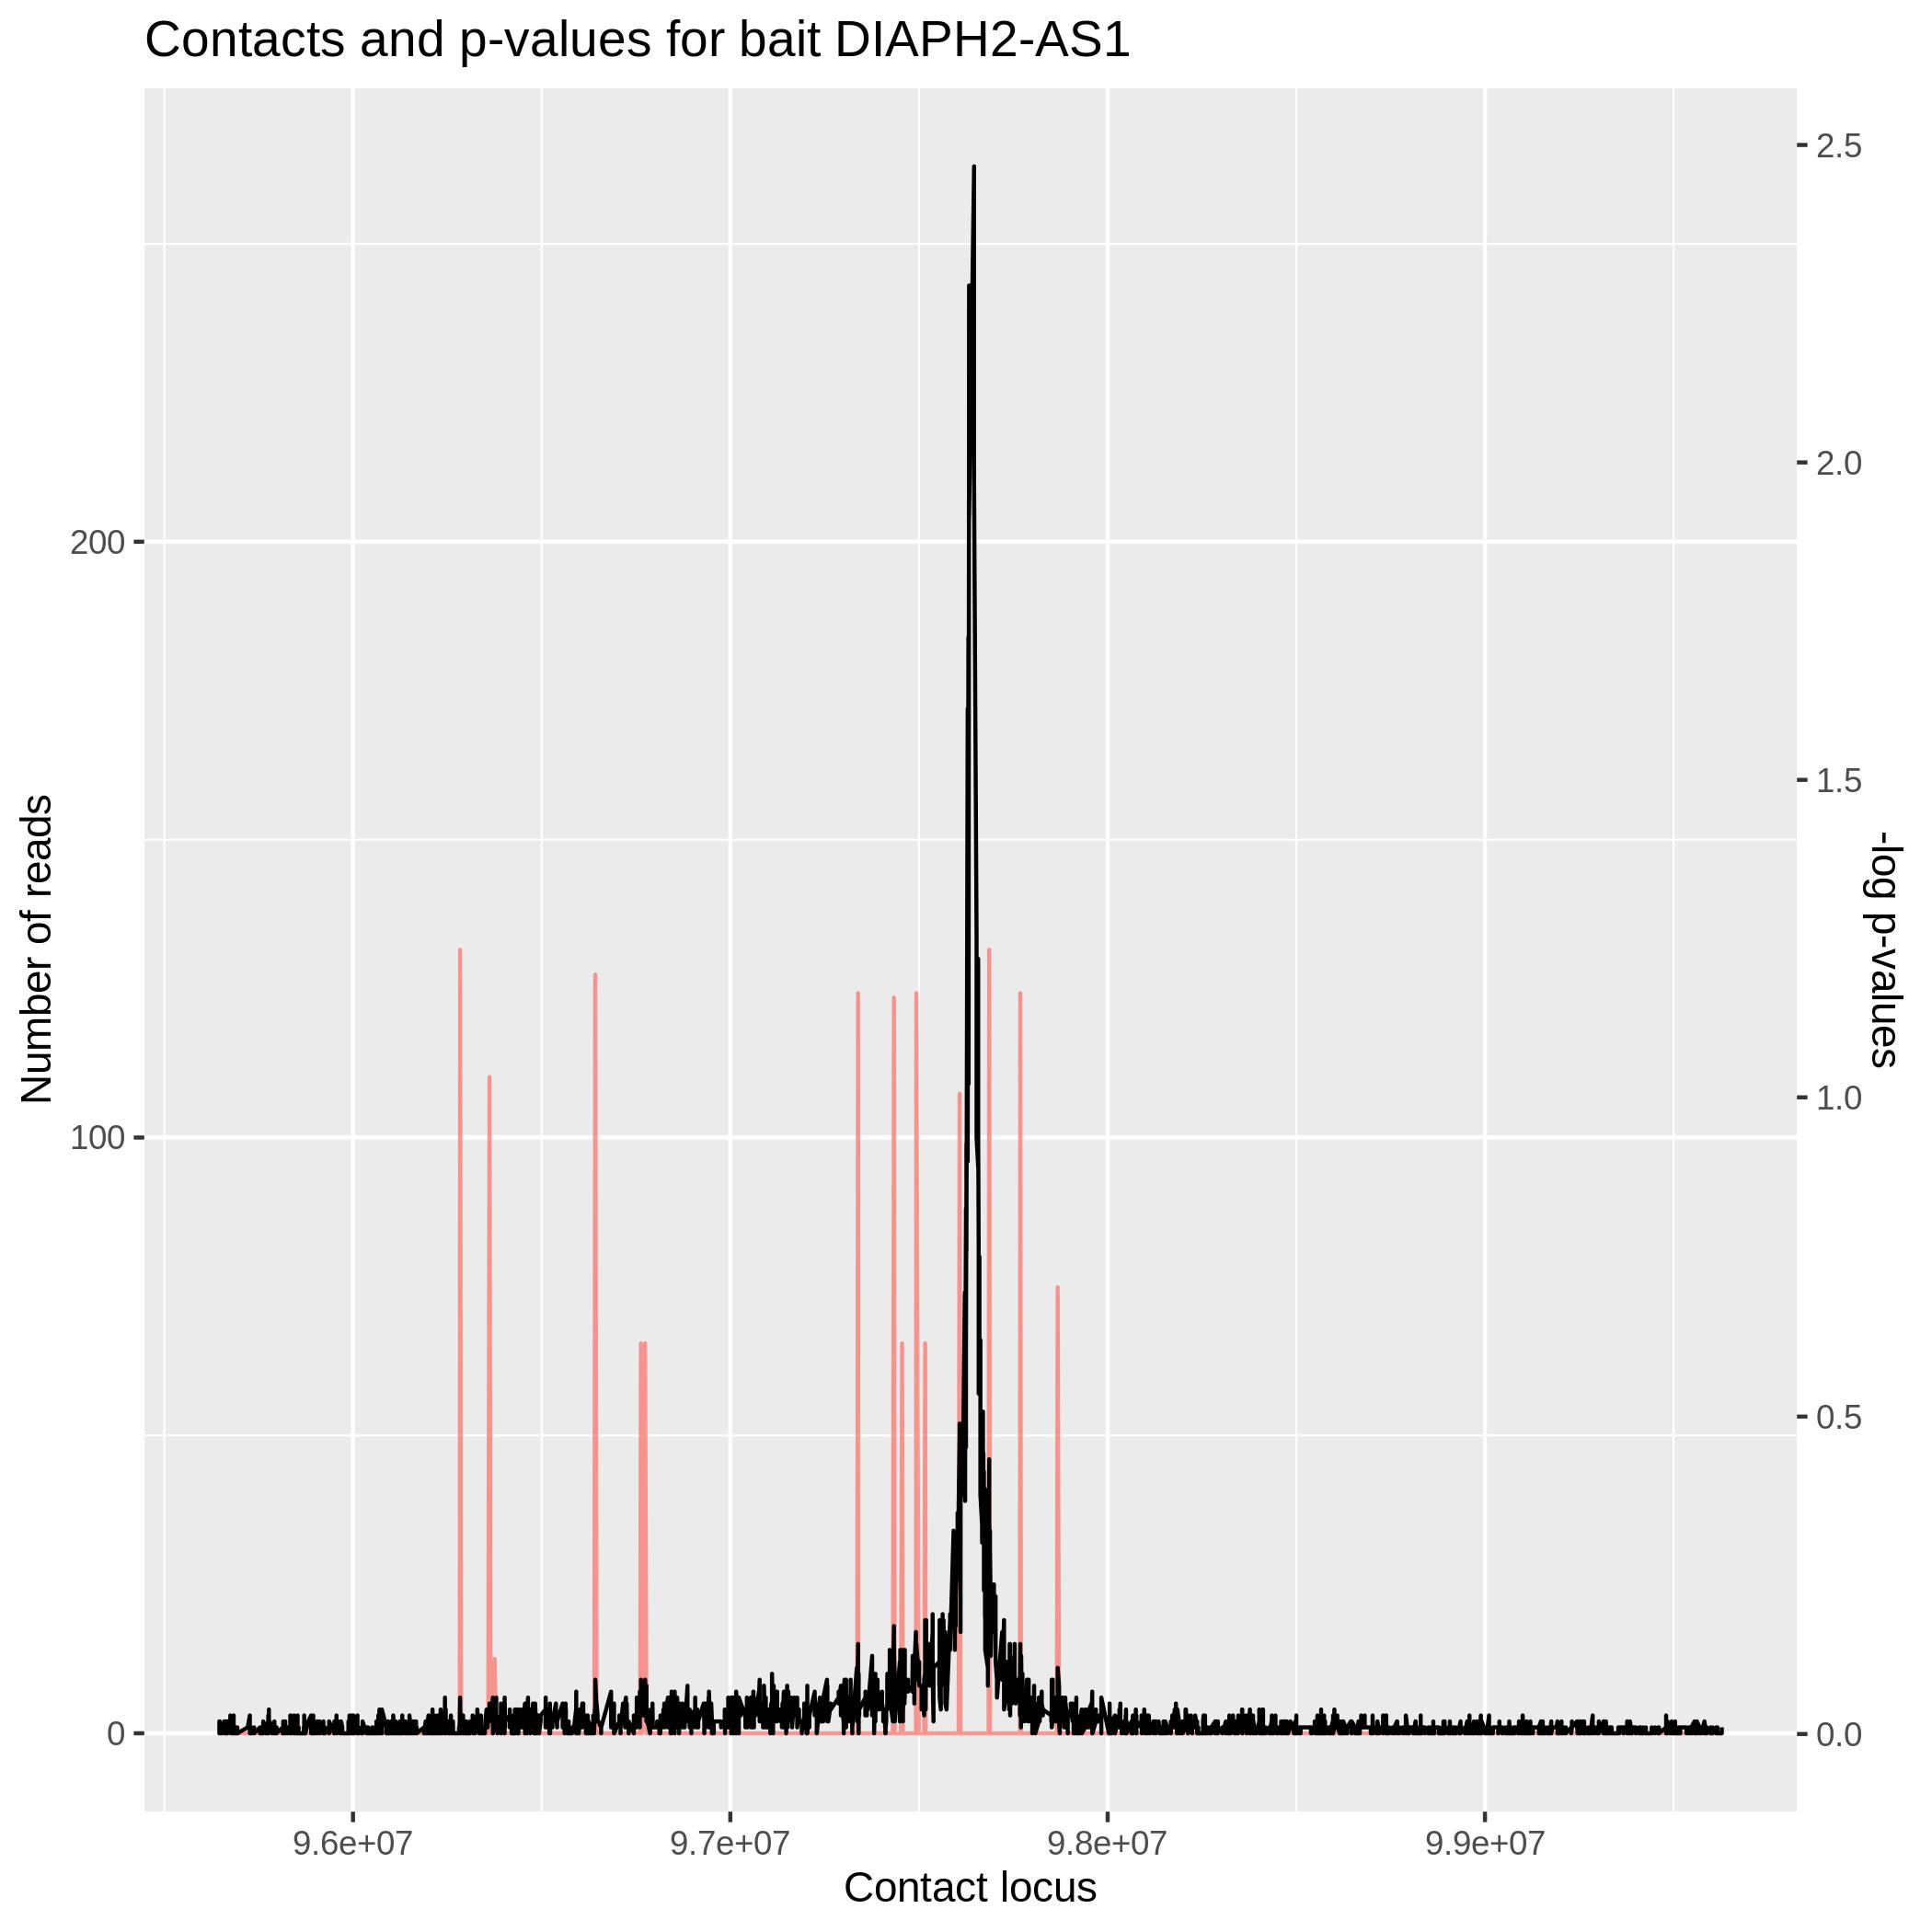 Contacts and p-values for bait DIAPH2-AS1
Number of reads
200
100
0
2.5
2.0
1.5
1.0
0.5
0.0
-log p-values
9.6e+07
9.7e+07
9.8e+07
9.9e+07
Contact locus